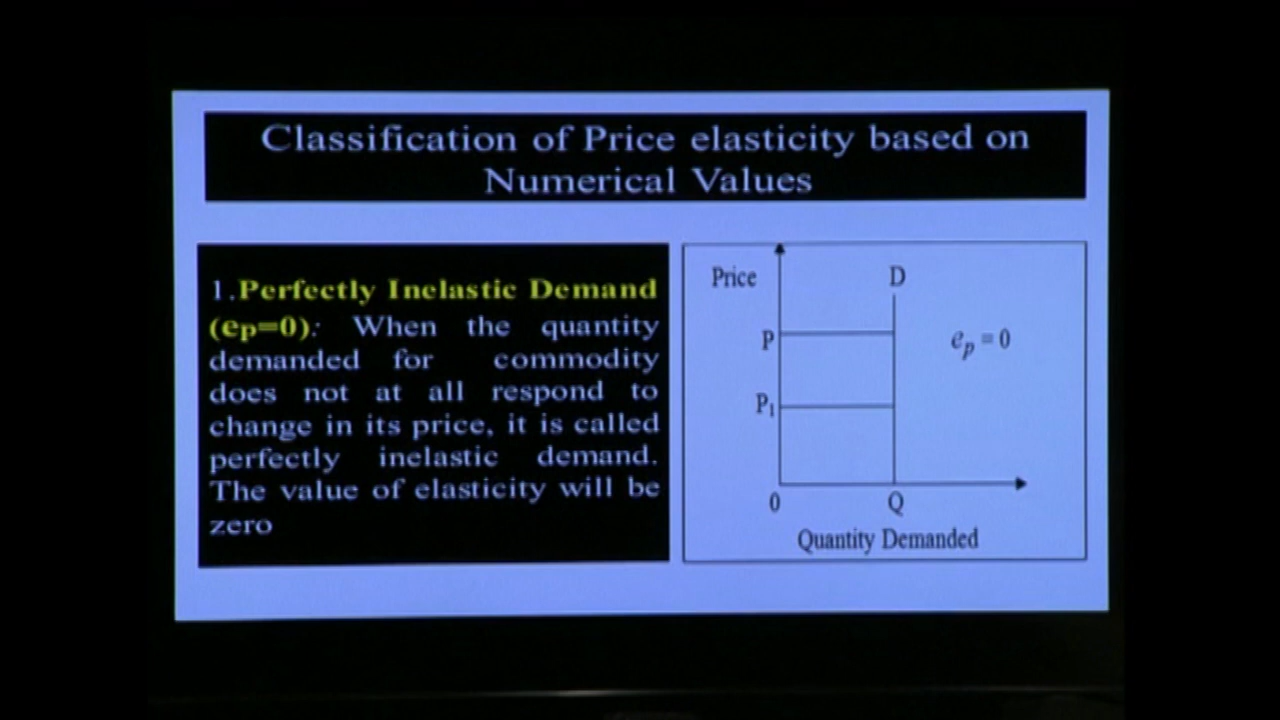 Classification of Price elasticity based on
Numerical Values
1.Perfectly Inelastic Demand
(ep=0): When the quantity
demanded for commodity
does not at all respond to
change in its price, it is called
perfectly inelastic demand.
The value of elasticity will be
zero
Price
D
P
eₚ = 0
P₁
0
Q
Quantity Demanded